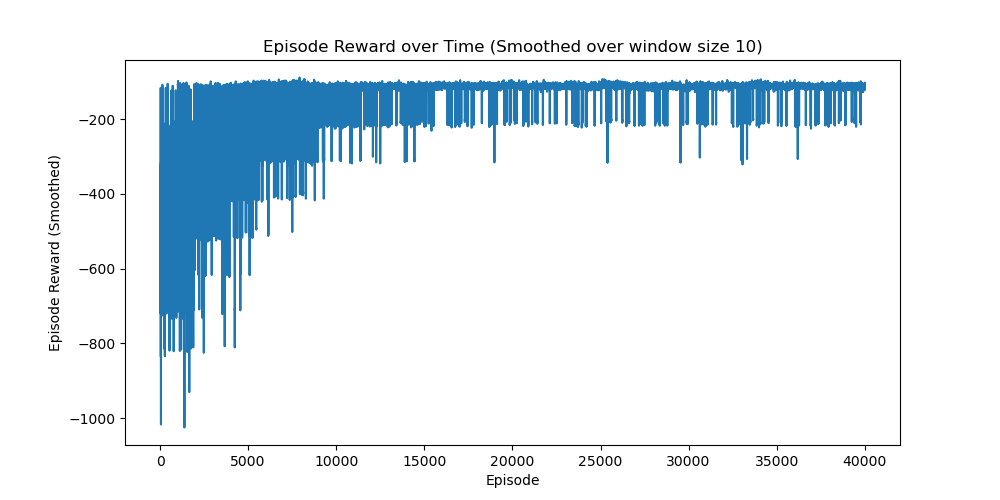 Episode Reward over Time (Smoothed over window size 10)
Episode Reward (Smoothed)
−200
−400
−600
−800
−1000
0 5000 10000 15000 20000 25000 30000 35000 40000
Episode